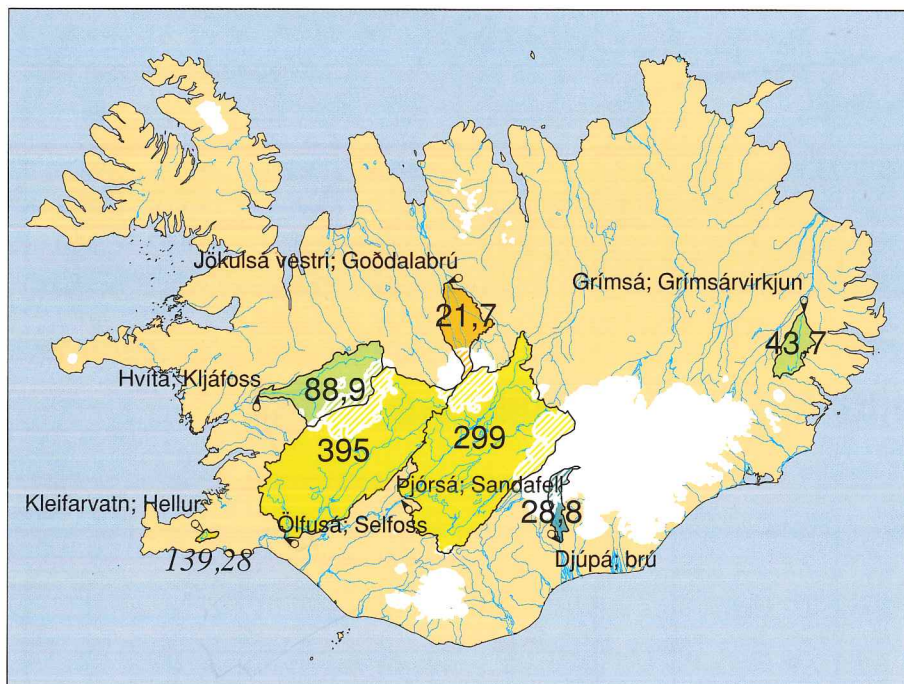 Jökulsá vestri; Goðdalabrú
Grímsá; Grímsárvirkjun
21,7
43,7
Hvítá; Kljáfoss
88,9
395
299
Þjórsá; Sandafell
Kleifarvatn; Hellur
28,8
Ölfusá; Selfoss
139,28
Djúpá; brú